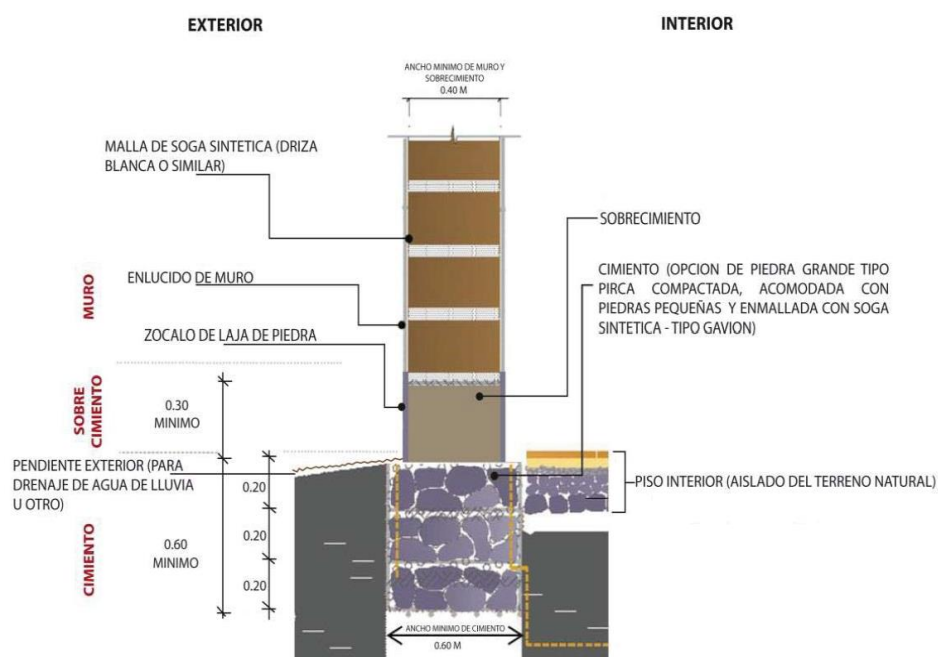 EXTERIOR
INTERIOR
ANCHO MINIMO DE MURO Y
SOBRECIMIENTO
0.40 M
MALLA DE SOGA SINTETICA (DRIZA
BLANCA O SIMILAR)
SOBRECIMIENTO
CIMIENTO (OPCION DE PIEDRA GRANDE TIPO
PIRCA COMPACTADA, ACOMODADA CON
PIEDRAS PEQUEÑAS Y ENMALLADA CON SOGA
SINTETICA - TIPO GAVION)
MURO
ENLUCIDO DE MURO
ZOCALO DE LAJA DE PIEDRA
SOBRE
CIMIENTO
0.30
MINIMO
PENDIENTE EXTERIOR (PARA
DRENAJE DE AGUA DE LLUVIA
U OTRO)
PISO INTERIOR (AISLADO DEL TERRENO NATURAL)
CIMIENTO
0.60
MINIMO
0.20
0.20
0.20
ANCHO MINIMO DE CIMIENTO
0.60 M